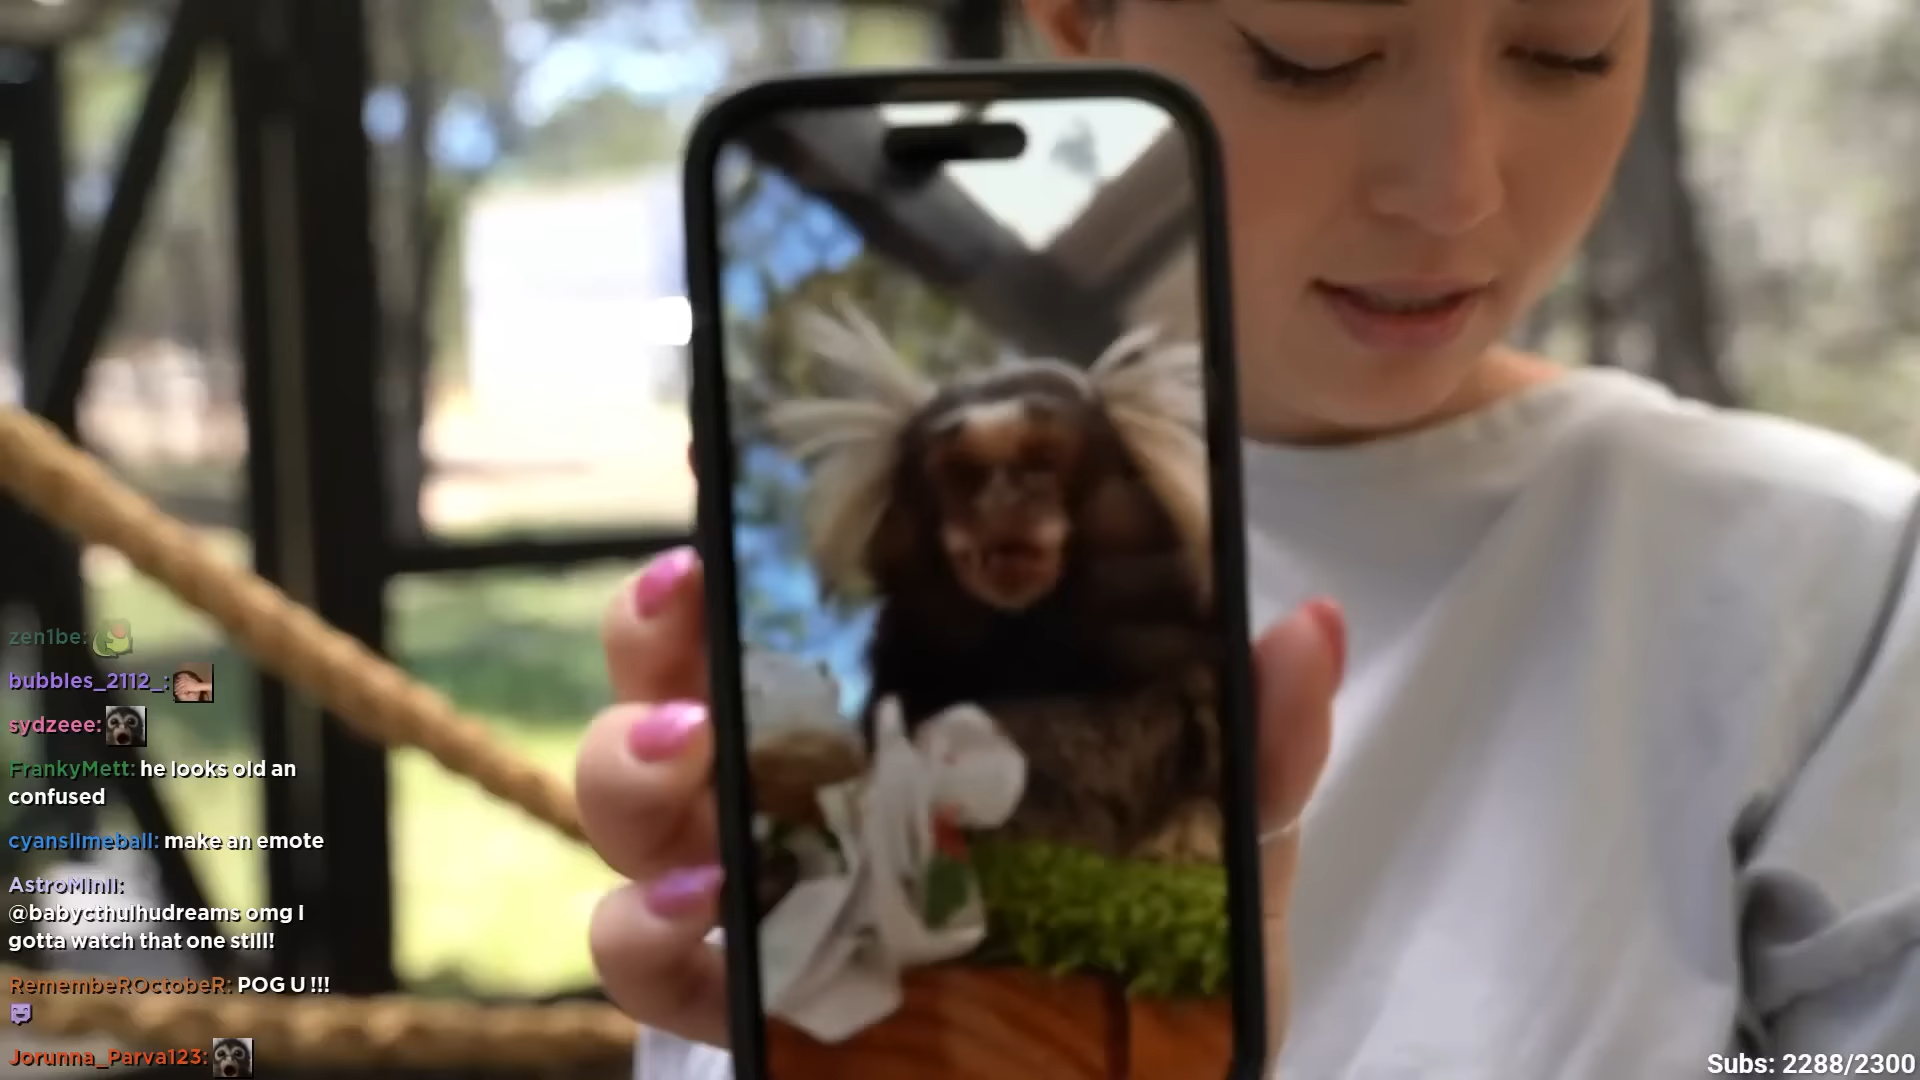 zen1be:
bubbles_2112_:
sydzeee:
FrankyMett: he looks old an
confused
cyanslimeball: make an emote
AstroMinII:
@babycthulhudreams omg I
gotta watch that one still!
RemembeROctobeR: POG U !!!
Jorunna_Parva123:
Subs: 2288/2300